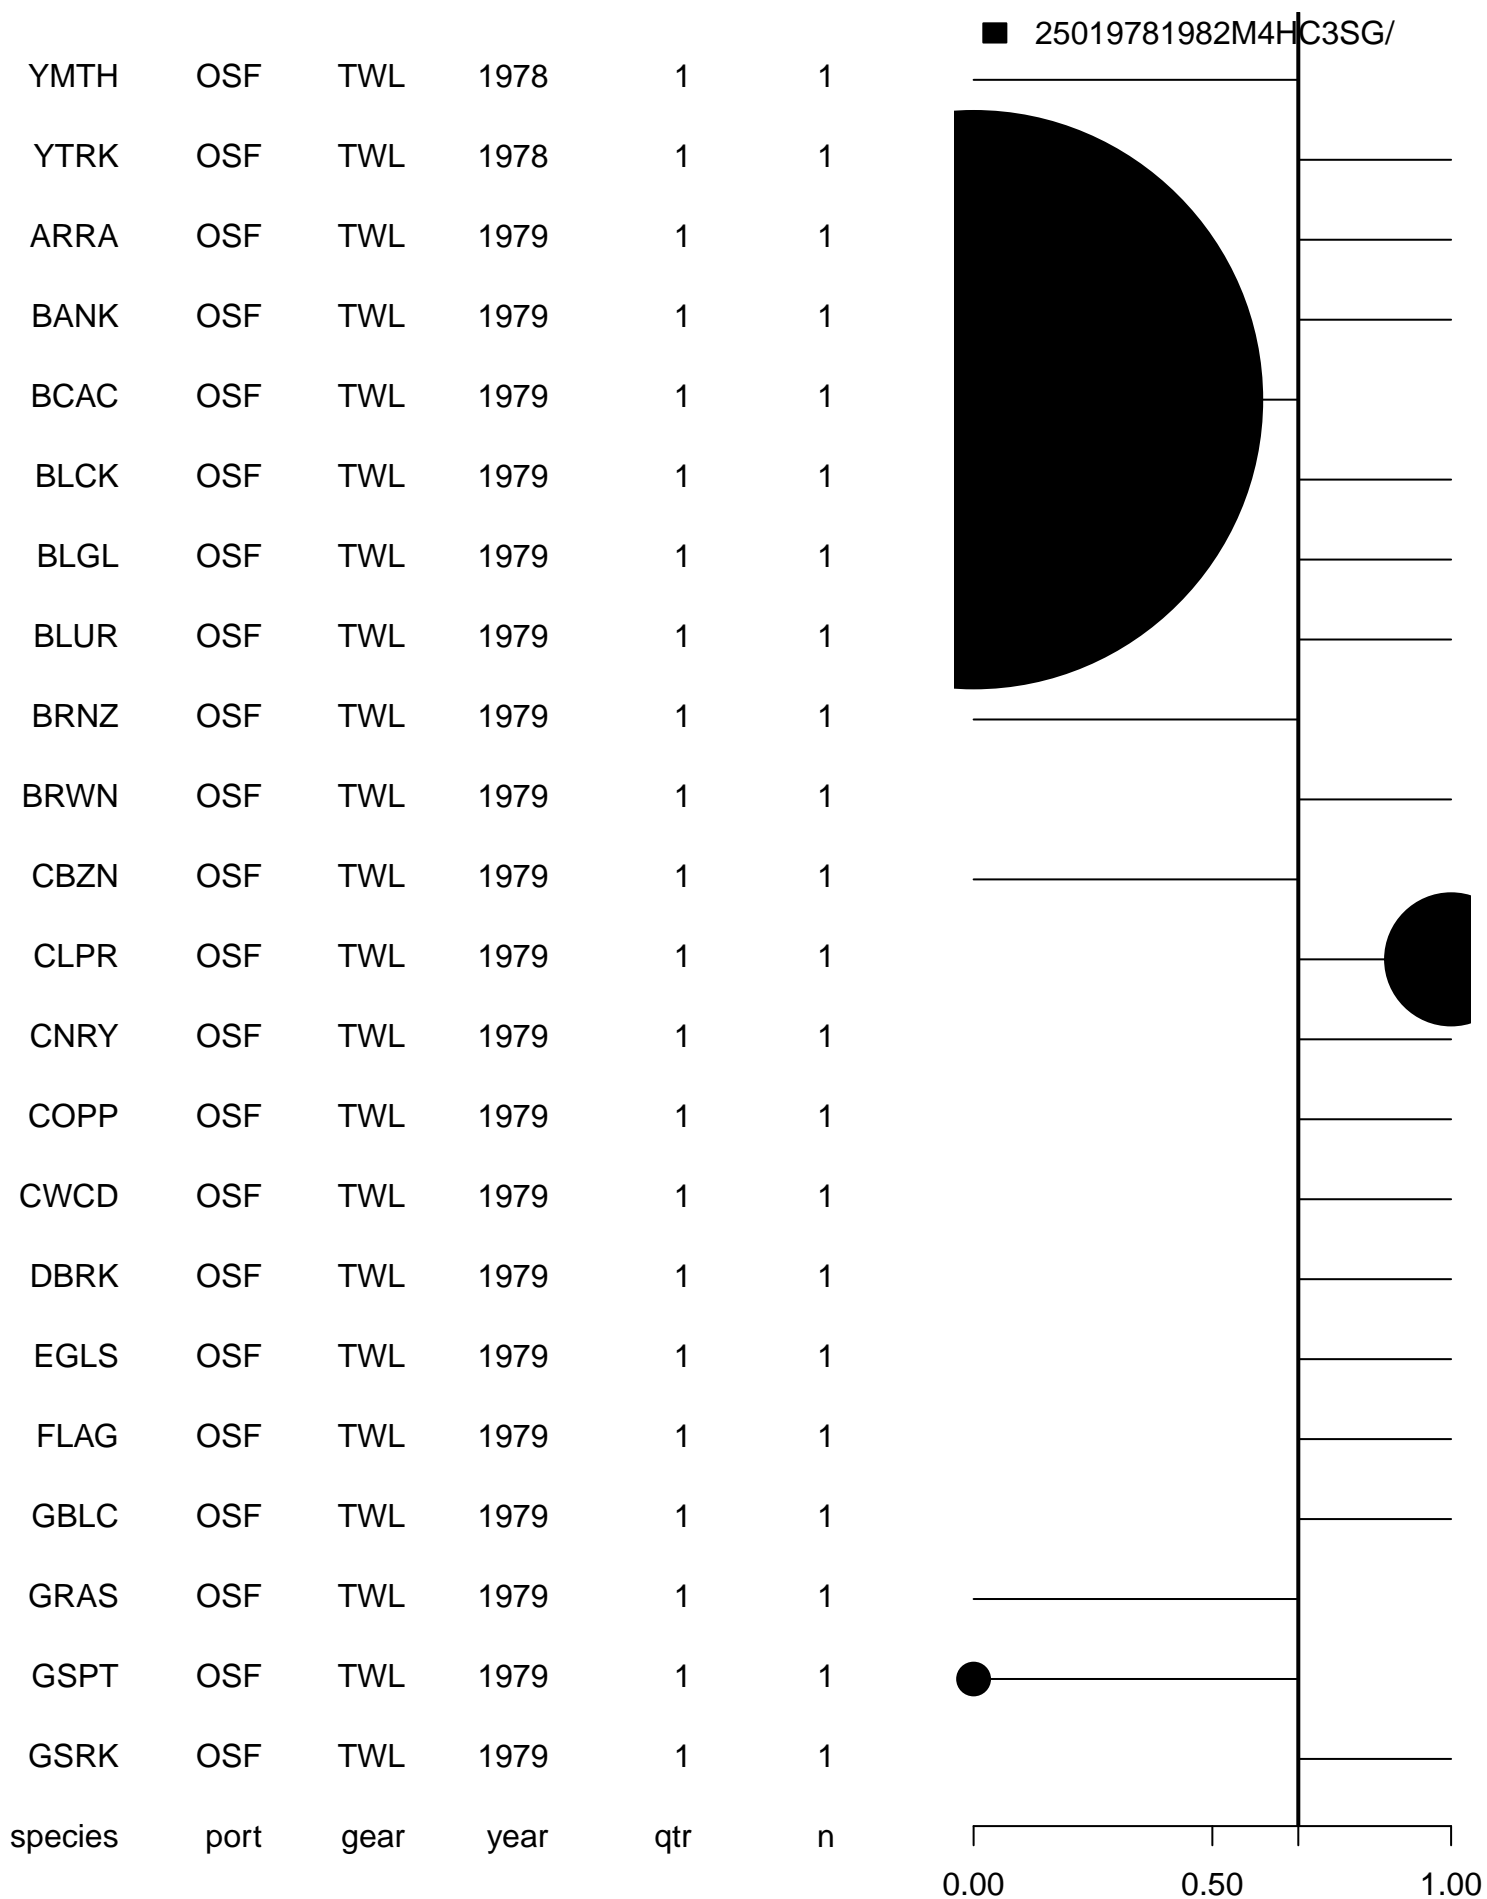 25019781982M4HC3SG/
YMTH OSF TWL 1978 1 1
YTRK OSF TWL 1978 1 1
ARRA OSF TWL 1979 1 1
BANK OSF TWL 1979 1 1
BCAC OSF TWL 1979 1 1
BLCK OSF TWL 1979 1 1
BLGL OSF TWL 1979 1 1
BLUR OSF TWL 1979 1 1
BRNZ OSF TWL 1979 1 1
BRWN OSF TWL 1979 1 1
CBZN OSF TWL 1979 1 1
CLPR OSF TWL 1979 1 1
CNRY OSF TWL 1979 1 1
COPP OSF TWL 1979 1 1
CWCD OSF TWL 1979 1 1
DBRK OSF TWL 1979 1 1
EGLS OSF TWL 1979 1 1
FLAG OSF TWL 1979 1 1
GBLC OSF TWL 1979 1 1
GRAS OSF TWL 1979 1 1
GSPT OSF TWL 1979 1 1
GSRK OSF TWL 1979 1 1
species port gear year qtr n
0.00 0.50 1.00